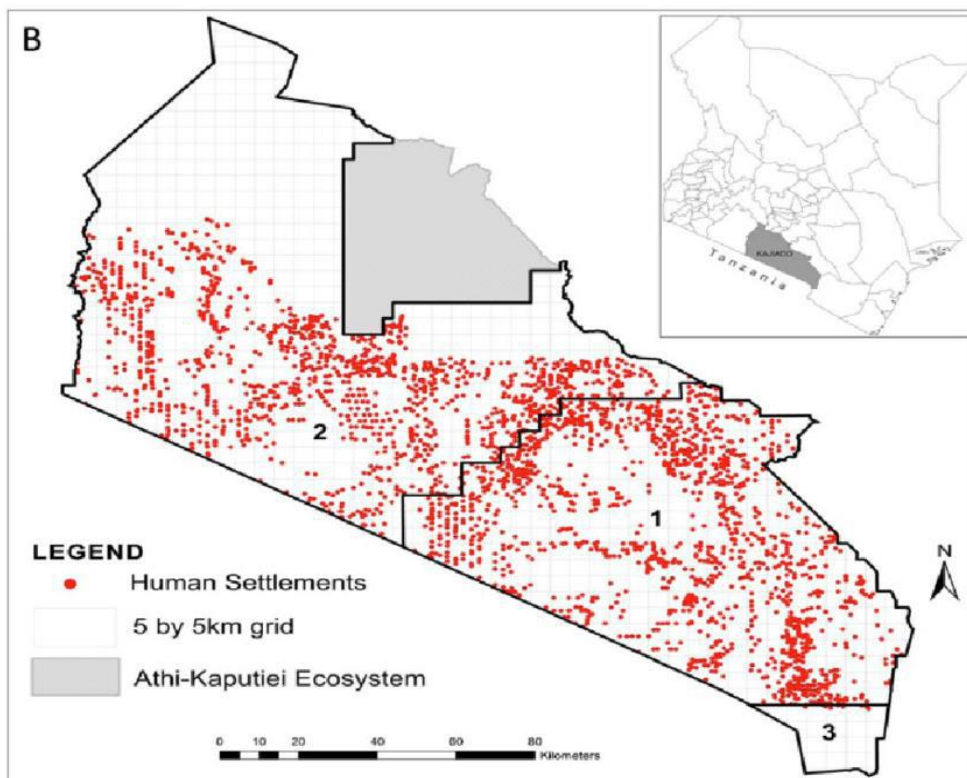 B
KAJIADO
Tanzania
2
1
LEGEND
Human Settlements
5 by 5km grid
Athi-Kaputiei Ecosystem
N
3
0 5 10 20 40 60 80
Kilometers